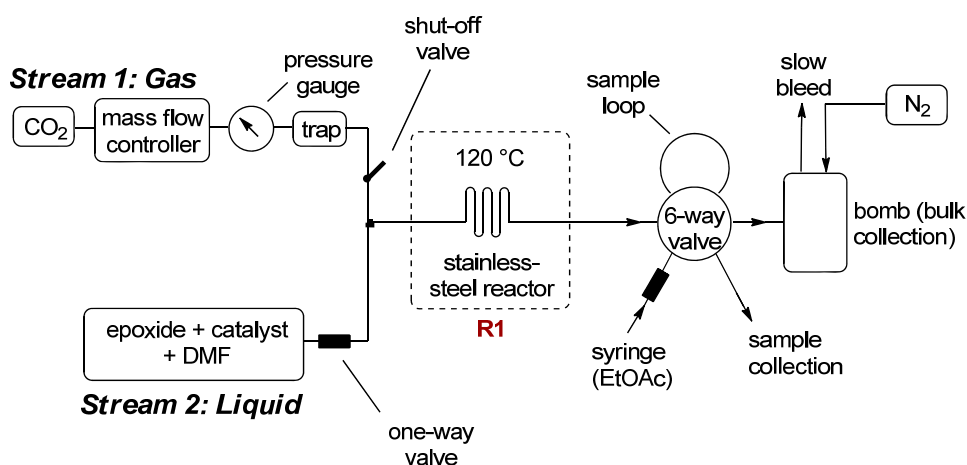 shut-off
valve
pressure
gauge
Stream 1: Gas
CO2
mass flow
controller
trap
sample
loop
slow
bleed
N2
120 °C
stainless-
steel reactor
R1
6-way
valve
bomb (bulk
collection)
epoxide + catalyst
+ DMF
Stream 2: Liquid
one-way
valve
syringe
(EtOAc)
sample
collection